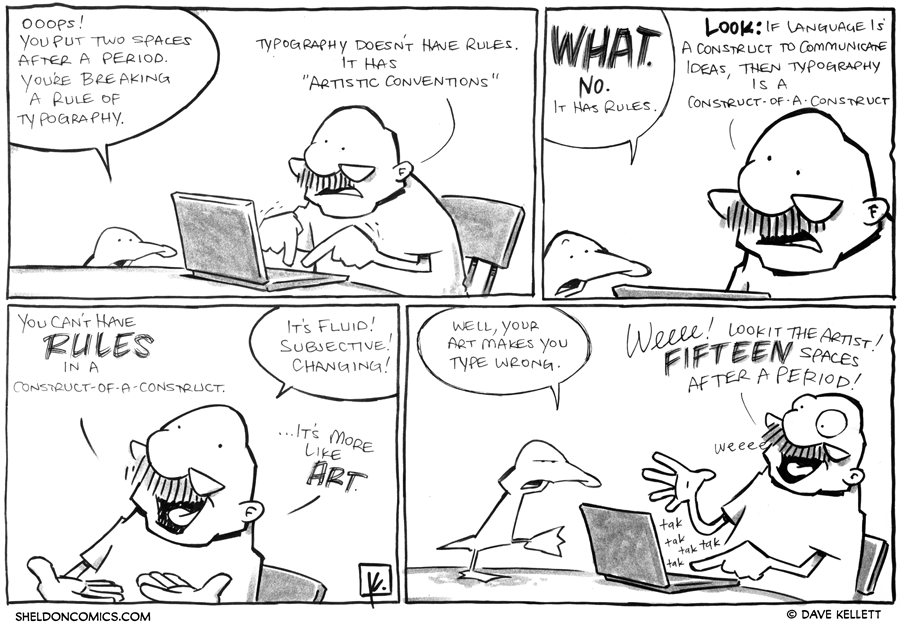 OOOPS!
YOU PUT TWO SPACES
AFTER A PERIOD.
YOU'RE BREAKING
A RULE OF
TYPOGRAPHY.
TYPOGRAPHY DOESN'T HAVE RULES.
IT HAS
"ARTISTIC CONVENTIONS"
WHAT.
NO.
IT HAS RULES.
LOOK: IF LANGUAGE IS
A CONSTRUCT TO COMMUNICATE
IDEAS, THEN TYPOGRAPHY
IS A
CONSTRUCT-OF-A-CONSTRUCT
YOU CAN'T HAVE
RULES
IN A
CONSTRUCT-OF-A-CONSTRUCT.
IT'S FLUID!
SUBJECTIVE!
CHANGING!
...IT'S MORE
LIKE
ART.
WELL, YOUR
ART MAKES YOU
TYPE WRONG.
Weeee! LOOKIT THE ARTIST!
FIFTEEN SPACES
AFTER A PERIOD!
weeee
tak
tak
tak tak
tak
SHELDONCOMICS.COM
© DAVE KELLETT